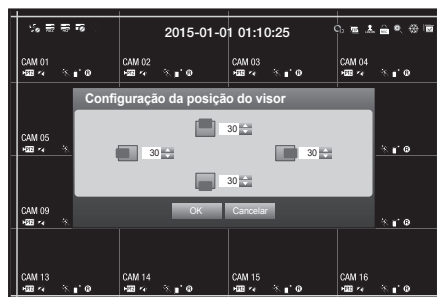 2015-01-01 01:10:25
CAM 01 CAM 02 CAM 03 CAM 04
Configuração da posição do visor
30
CAM 05
30 30
30
CAM 09
OK Cancelar
CAM 13 CAM 14 CAM 15 CAM 16